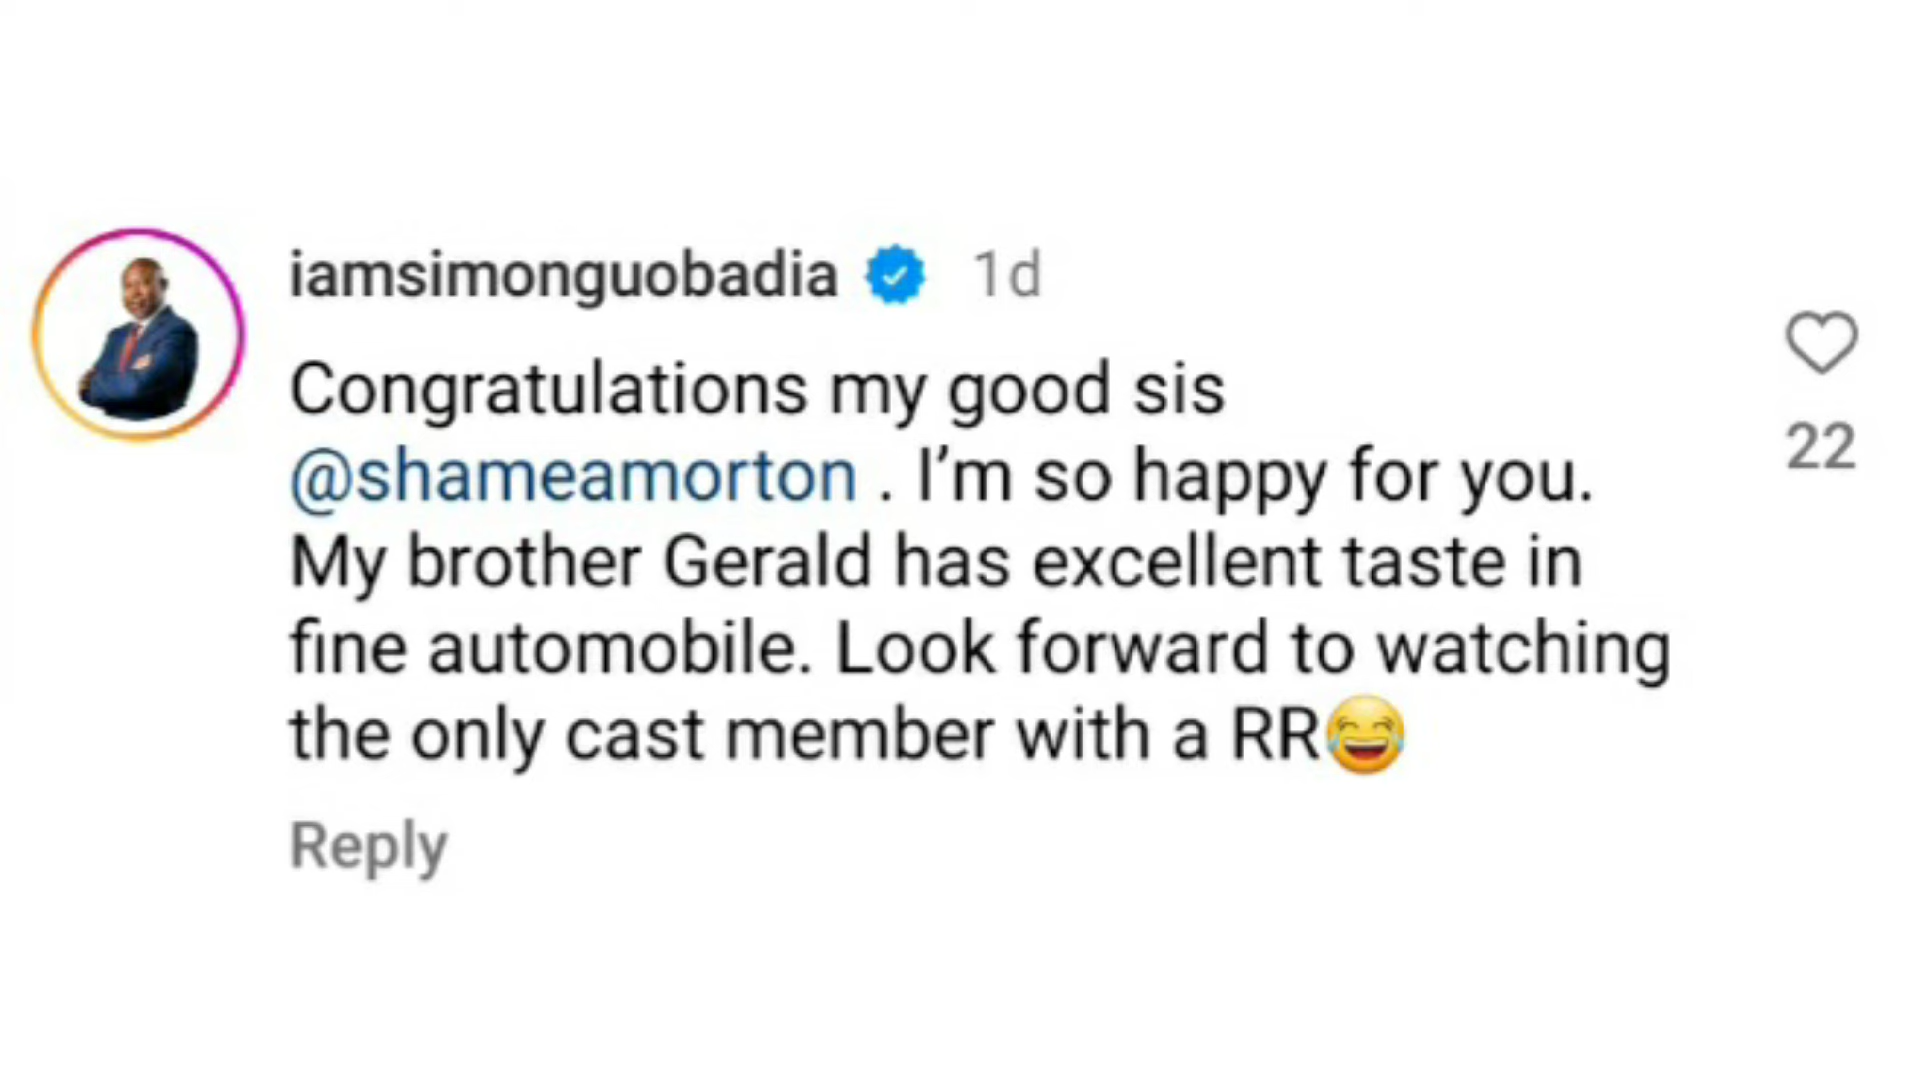 iamsimonguobadia 1d
Congratulations my good sis
@shameamorton . I’m so happy for you.
My brother Gerald has excellent taste in
fine automobile. Look forward to watching
the only cast member with a RR😂
Reply
22